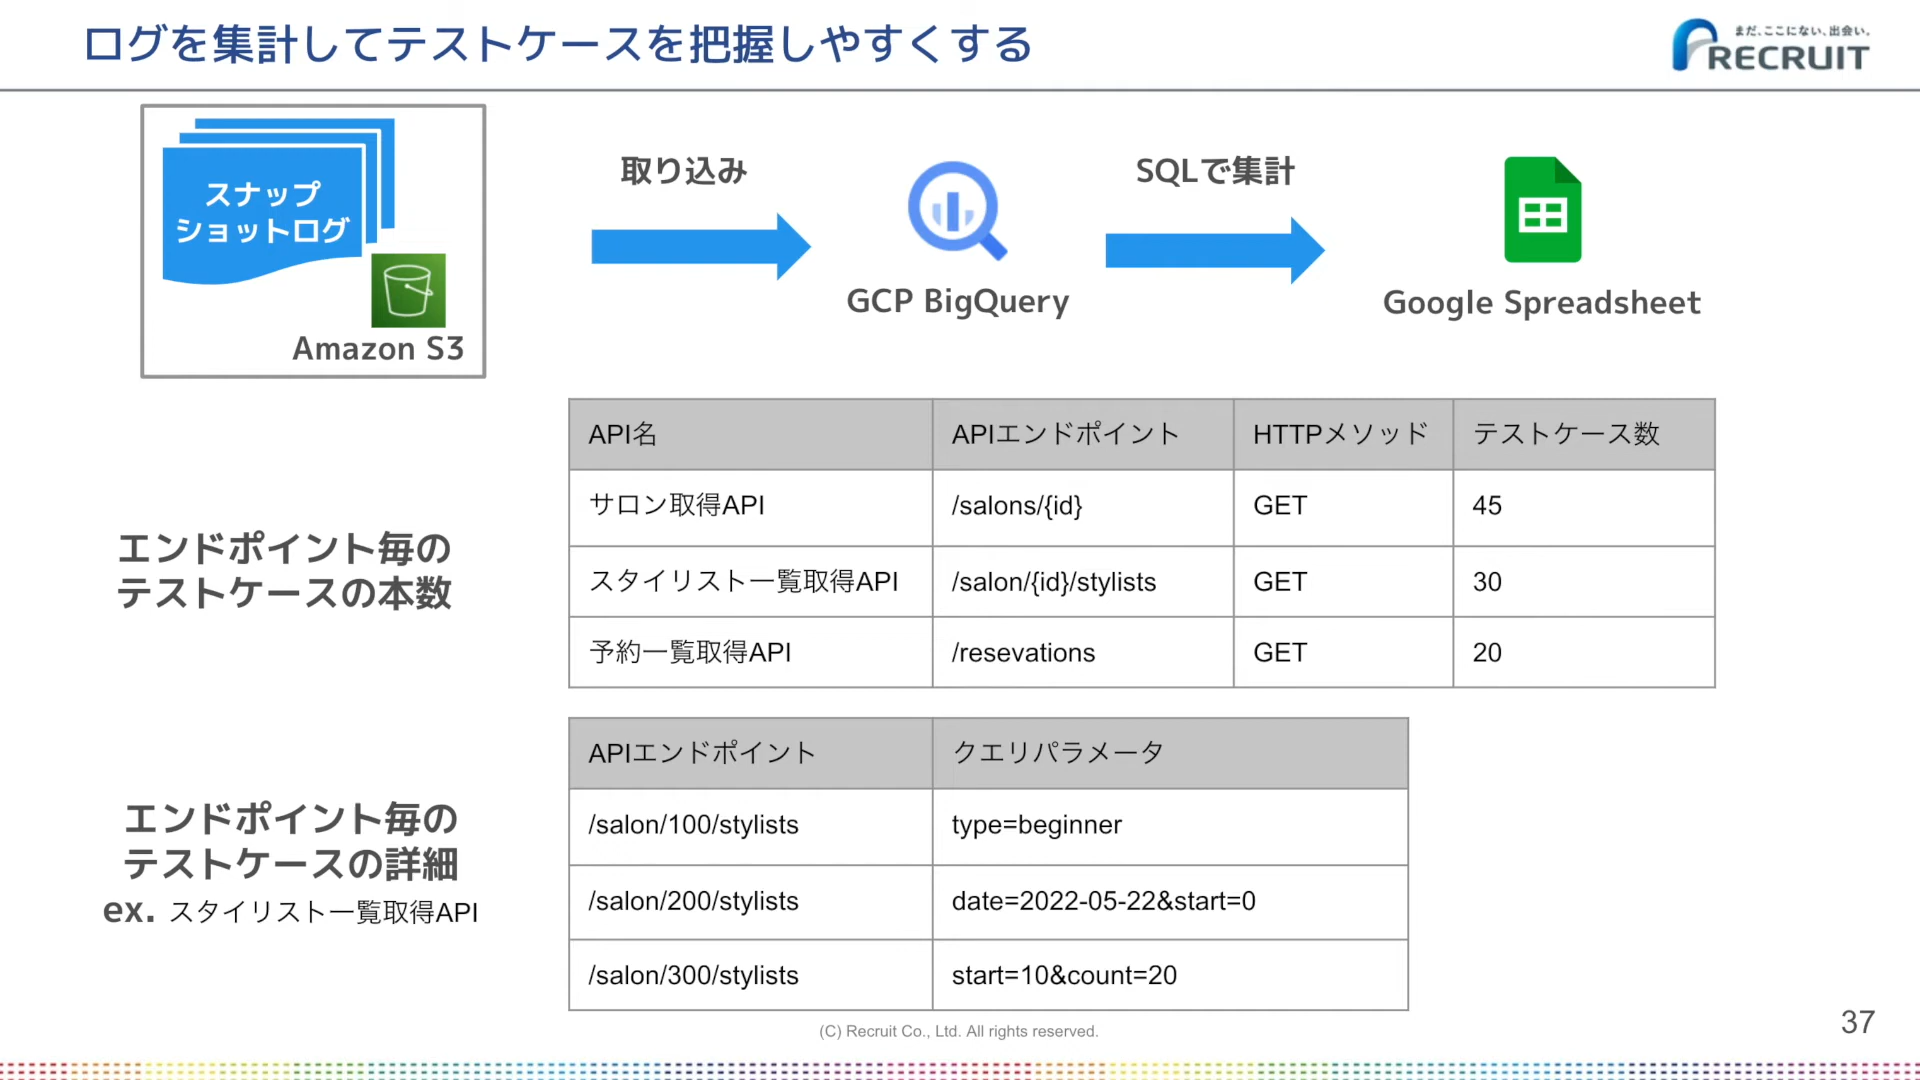 ログを集計してテストケースを把握しやすくする
まだ、ここにない、出会い。
RECRUIT
スナップ
ショットログ
Amazon S3
取り込み
GCP BigQuery
SQLで集計
Google Spreadsheet
エンドポイント毎の
テストケースの本数
API名 APIエンドポイント HTTPメソッド テストケース数
サロン取得API /salons/{id} GET 45
スタイリスト一覧取得API /salon/{id}/stylists GET 30
予約一覧取得API /resevations GET 20
エンドポイント毎の
テストケースの詳細
ex. スタイリスト一覧取得API
APIエンドポイント クエリパラメータ
/salon/100/stylists type=beginner
/salon/200/stylists date=2022-05-22&start=0
/salon/300/stylists start=10&count=20
(C) Recruit Co., Ltd. All rights reserved.
37